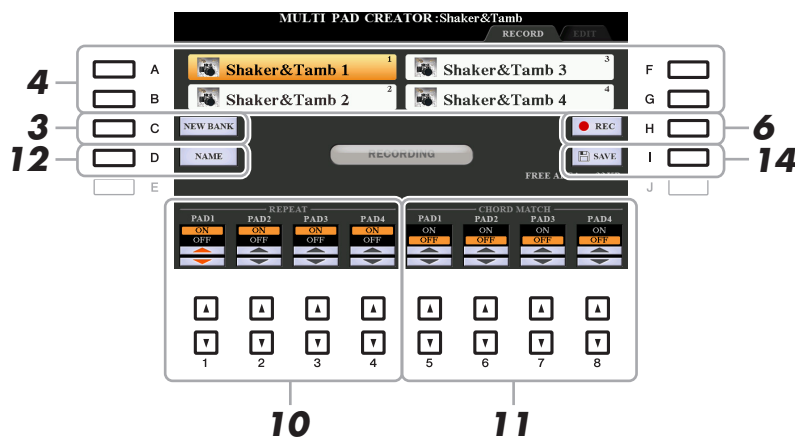 MULTI PAD CREATOR :Shaker&Tamb
RECORD EDIT
4 A Shaker&Tamb 1 1 Shaker&Tamb 3 3 F
B Shaker&Tamb 2 2 Shaker&Tamb 4 4 G
3 C NEW BANK REC H 6
12 D NAME RECORDING SAVE I 14
FREE
E J
REPEAT CHORD MATCH
PAD1 PAD2 PAD3 PAD4 PAD1 PAD2 PAD3 PAD4
ON ON ON ON ON ON ON ON
OFF OFF OFF OFF OFF OFF OFF OFF
1 2 3 4 5 6 7 8
10 11